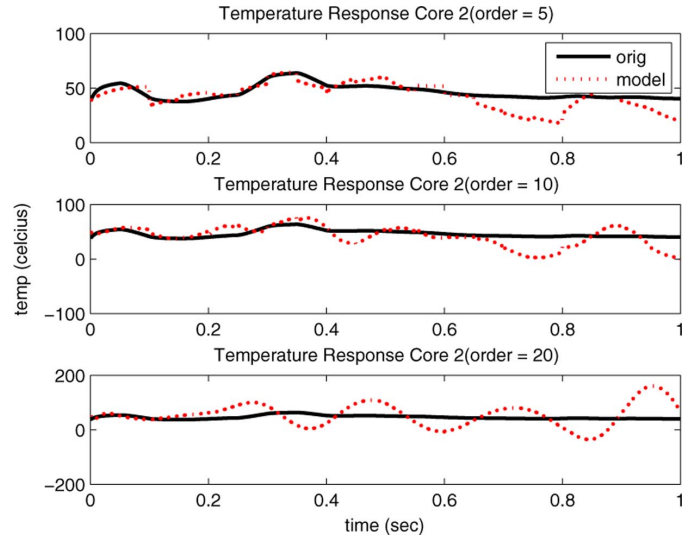 Temperature Response Core 2(order = 5)
100
50
0
orig
model
0 0.2 0.4 0.6 0.8 1
Temperature Response Core 2(order = 10)
100
0
−100
temp (celcius)
0 0.2 0.4 0.6 0.8 1
Temperature Response Core 2(order = 20)
200
0
−200
0 0.2 0.4 0.6 0.8 1
time (sec)